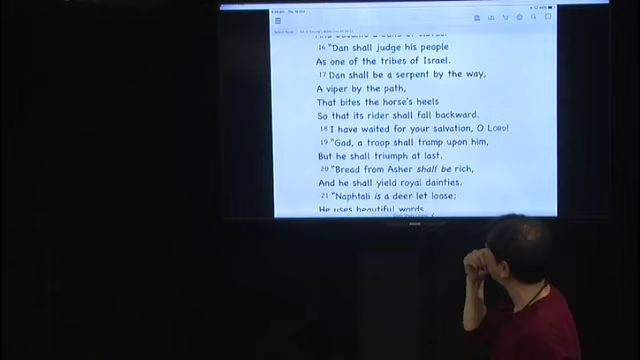 16 "Dan shall judge his people
As one of the tribes of Israel.
17 Dan shall be a serpent by the way,
A viper by the path,
That bites the horse's heels
So that its rider shall fall backward.
18 I have waited for your salvation, O LORD!
19 "Gad, a troop shall tramp upon him,
But he shall triumph at last.
20 "Bread from Asher shall be rich,
And he shall yield royal dainties.
21 "Naphtali is a deer let loose;
He uses beautiful words